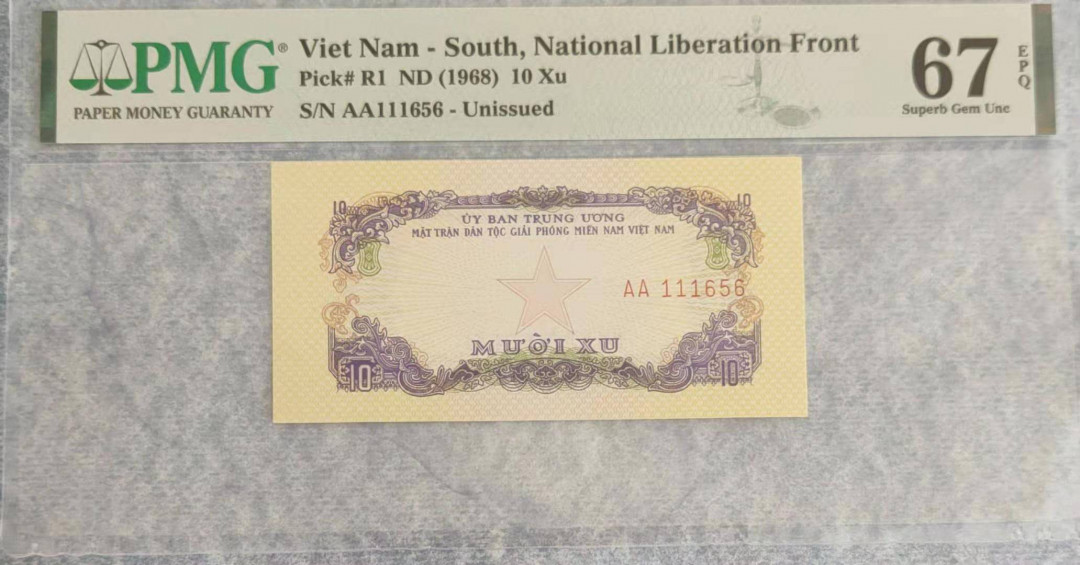 PMG®
PAPER MONEY GUARANTY
Viet Nam - South, National Liberation Front
Pick# R1 ND (1968) 10 Xu
S/N AA111656 - Unissued
67
EPQ
Superb Gem Unc
10 10
ỦY BAN TRUNG ƯƠNG
MẶT TRẬN DÂN TỘC GIẢI PHÓNG MIỀN NAM VIỆT NAM
AA 111656
MƯỜI XU
10 10